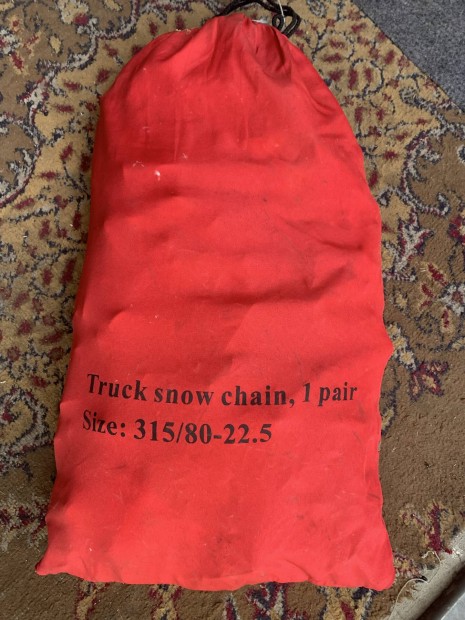 Truck snow chain, 1 pair
Size: 315/80-22.5